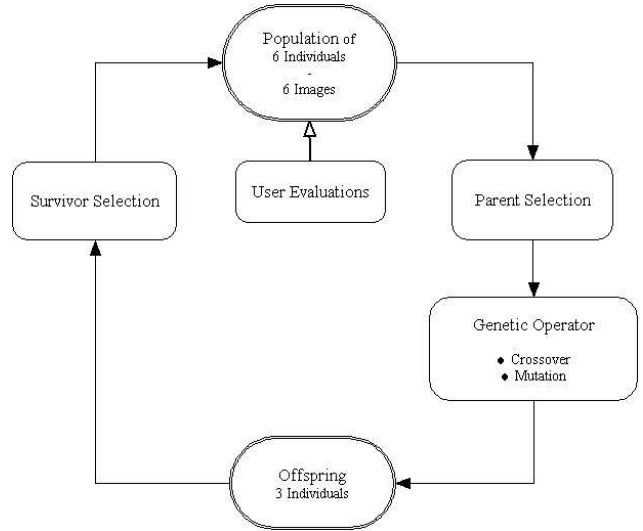 Population of
6 Individuals
-
6 Images
Survivor Selection
User Evaluations
Parent Selection
Genetic Operator
• Crossover
• Mutation
Offspring
3 Individuals